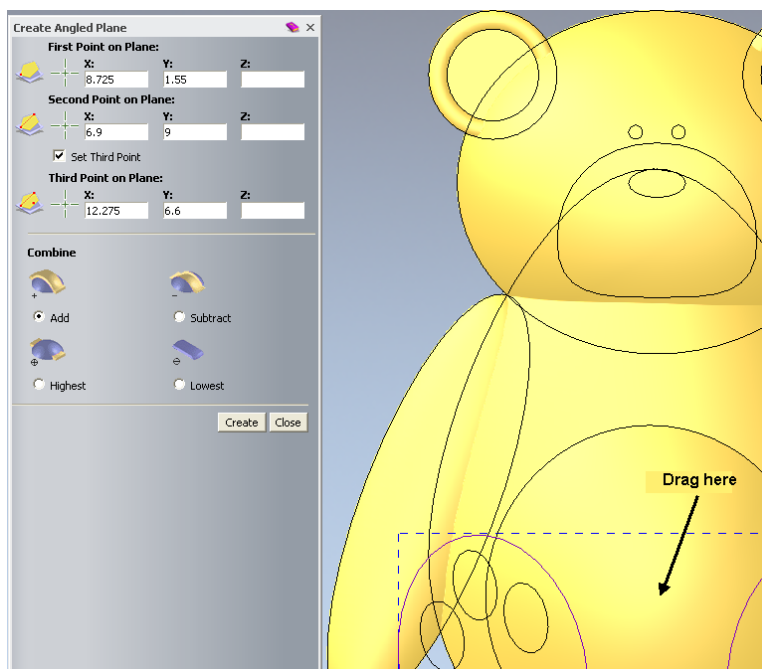 Create Angled Plane
First Point on Plane:
X: Y: Z:
8.725 1.55
Second Point on Plane:
X: Y: Z:
6.9 9
Set Third Point
Third Point on Plane:
X: Y: Z:
12.275 6.6
Combine
Add Subtract
Highest Lowest
Create Close
Drag here